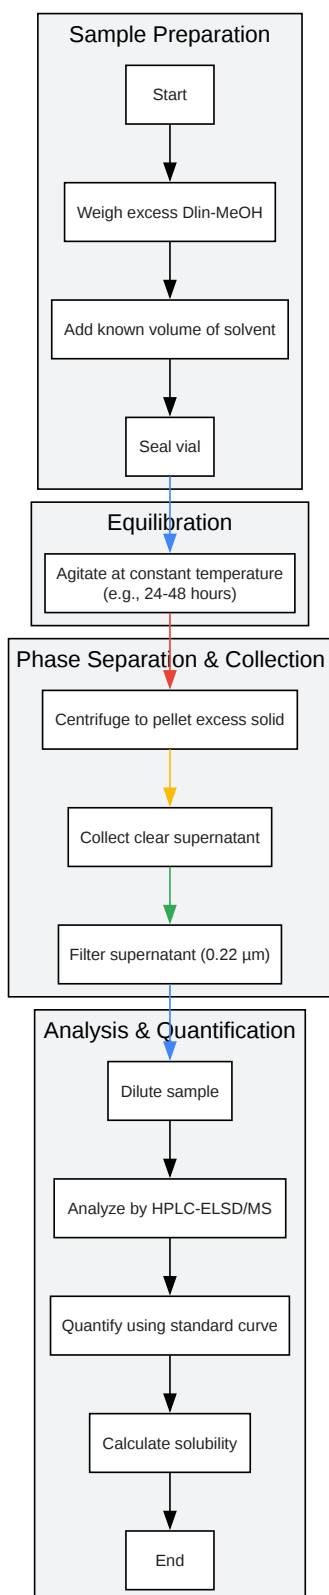 Sample Preparation
Start
Weigh excess Dlin-MeOH
Add known volume of solvent
Seal vial
Equilibration
Agitate at constant temperature
(e.g., 24-48 hours)
Phase Separation & Collection
Centrifuge to pellet excess solid
Collect clear supernatant
Filter supernatant (0.22 µm)
Analysis & Quantification
Dilute sample
Analyze by HPLC-ELSD/MS
Quantify using standard curve
Calculate solubility
End